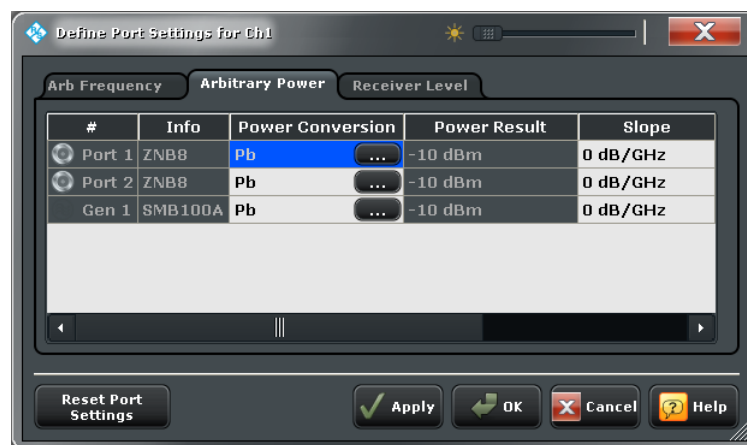 Define Port Settings for Ch1
X
Arb Frequency Arbitrary Power Receiver Level
# Info Power Conversion Power Result Slope
Port 1 ZNB8 Pb ... -10 dBm 0 dB/GHz
Port 2 ZNB8 Pb ... -10 dBm 0 dB/GHz
Gen 1 SMB100A Pb ... -10 dBm 0 dB/GHz
Reset Port
Settings
Apply OK X Cancel ? Help